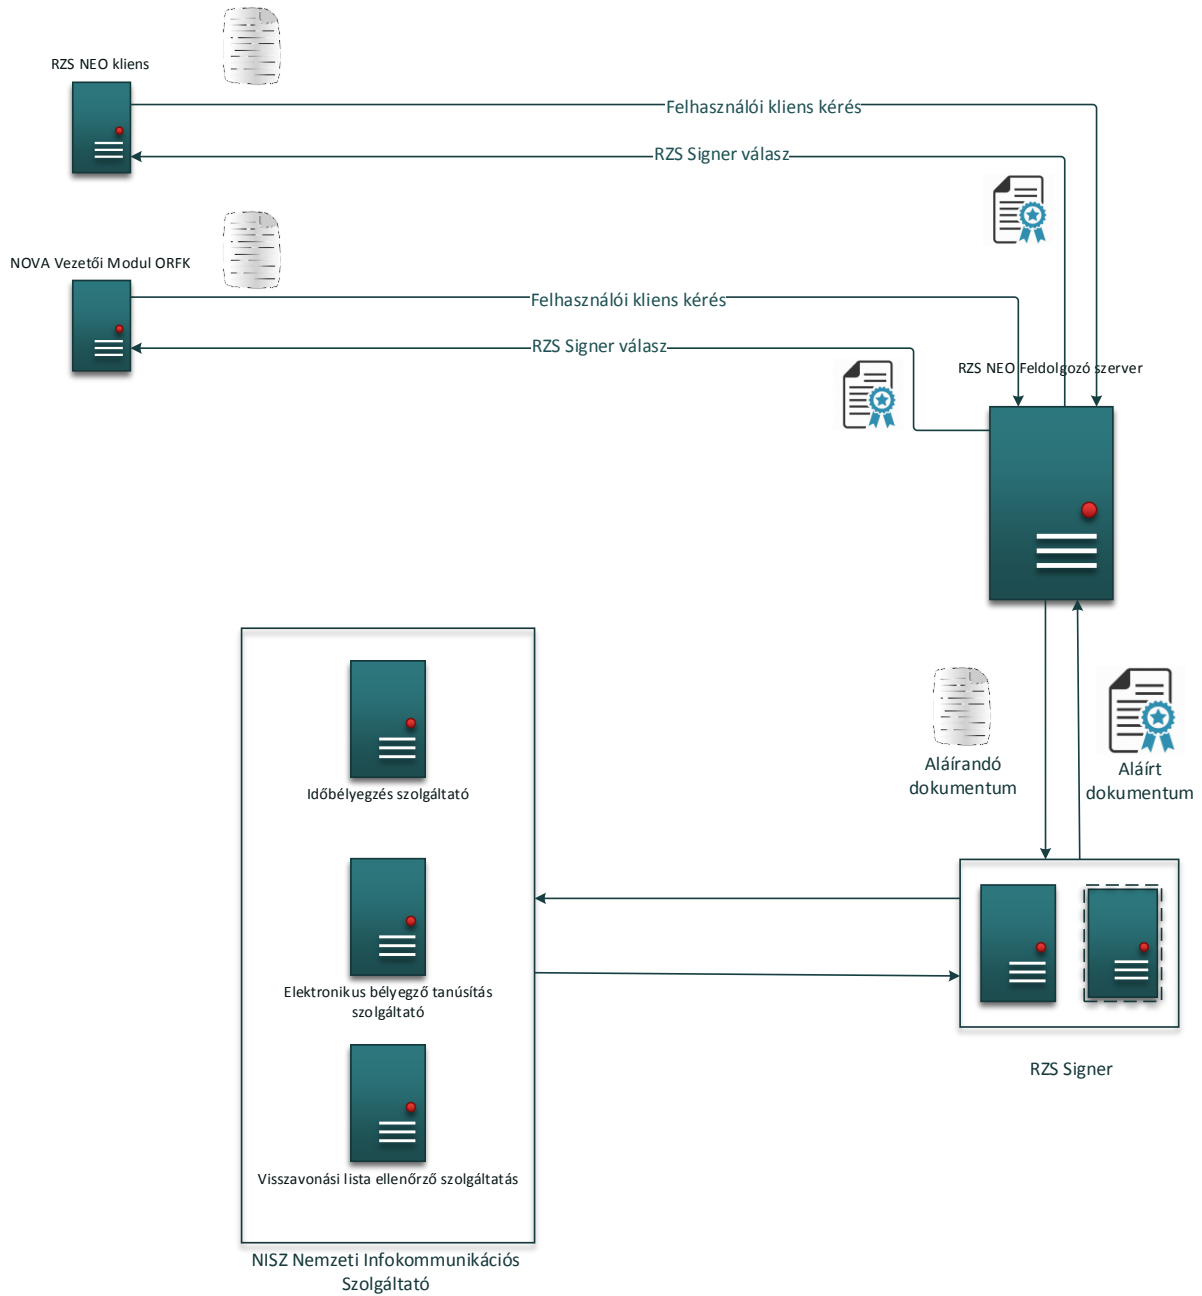 RZS NEO kliens
Felhasználói kliens kérés
RZS Signer válasz
NOVA Vezetői Modul ORFK
Felhasználói kliens kérés
RZS Signer válasz
RZS NEO Feldolgozó szerver
Aláírandó
dokumentum
Aláírt
dokumentum
Időbélyegzés szolgáltató
Elektronikus bélyegző tanúsítás
szolgáltató
Visszavonási lista ellenőrző szolgáltatás
RZS Signer
NISZ Nemzeti Infokommunikációs
Szolgáltató